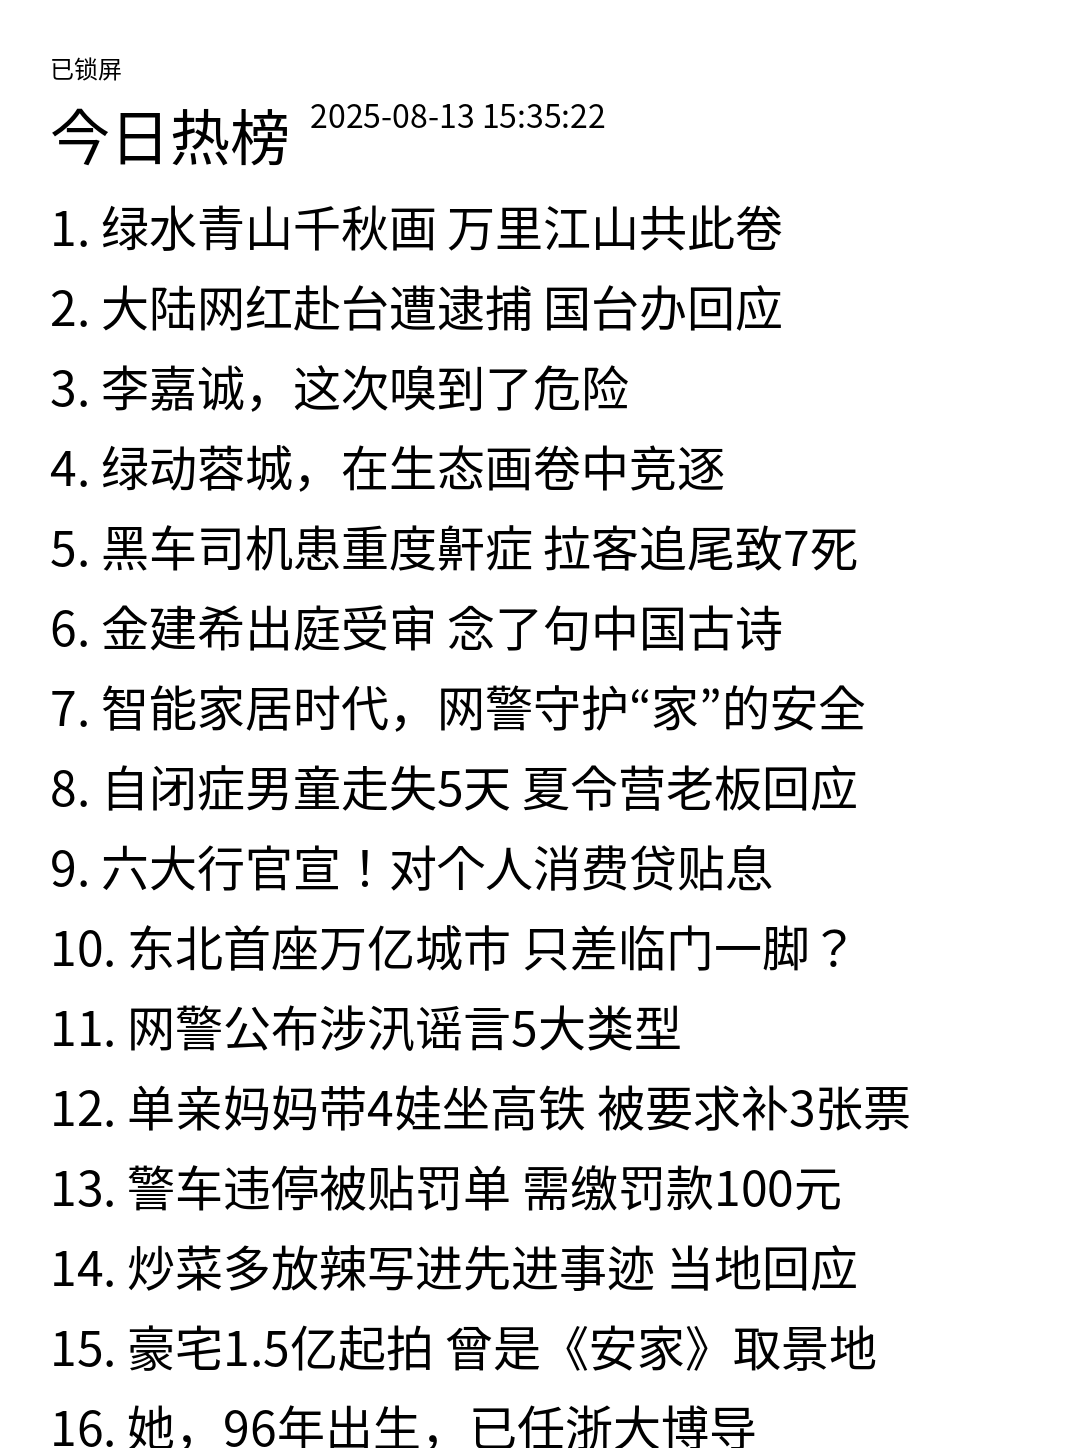 已锁屏
今日热榜 2025-08-13 15:35:22
1. 绿水青山千秋画 万里江山共此卷
2. 大陆网红赴台遭逮捕 国台办回应
3. 李嘉诚，这次嗅到了危险
4. 绿动蓉城，在生态画卷中竞逐
5. 黑车司机患重度鼾症 拉客追尾致7死
6. 金建希出庭受审 念了句中国古诗
7. 智能家居时代，网警守护“家”的安全
8. 自闭症男童走失5天 夏令营老板回应
9. 六大行官宣！对个人消费贷贴息
10. 东北首座万亿城市 只差临门一脚？
11. 网警公布涉汛谣言5大类型
12. 单亲妈妈带4娃坐高铁 被要求补3张票
13. 警车违停被贴罚单 需缴罚款100元
14. 炒菜多放辣写进先进事迹 当地回应
15. 豪宅1.5亿起拍 曾是《安家》取景地
16. 她，96年出生，已任浙大博导